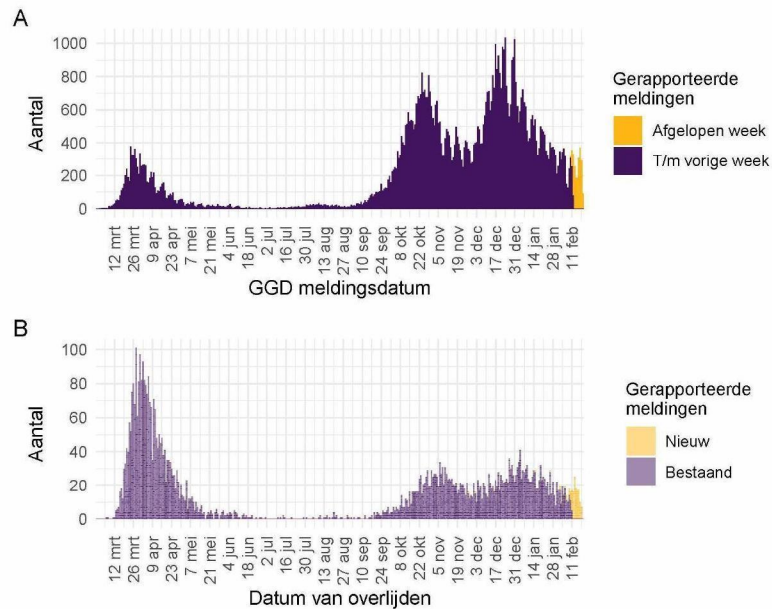 A
Aantal
1000
800
600
400
200
0
12 mrt
26 mrt
9 apr
23 apr
7 mei
21 mei
4 jun
18 jun
2 jul
16 jul
30 jul
13 aug
27 aug
10 sep
24 sep
8 okt
22 okt
5 nov
19 nov
3 dec
17 dec
31 dec
14 jan
28 jan
11 feb
GGD meldingsdatum
Gerapporteerde
meldingen
Afgelopen week
T/m vorige week
B
Aantal
100
80
60
40
20
0
12 mrt
26 mrt
9 apr
23 apr
7 mei
21 mei
4 jun
18 jun
2 jul
16 jul
30 jul
13 aug
27 aug
10 sep
24 sep
8 okt
22 okt
5 nov
19 nov
3 dec
17 dec
31 dec
14 jan
28 jan
11 feb
Datum van overlijden
Gerapporteerde
meldingen
Nieuw
Bestaand